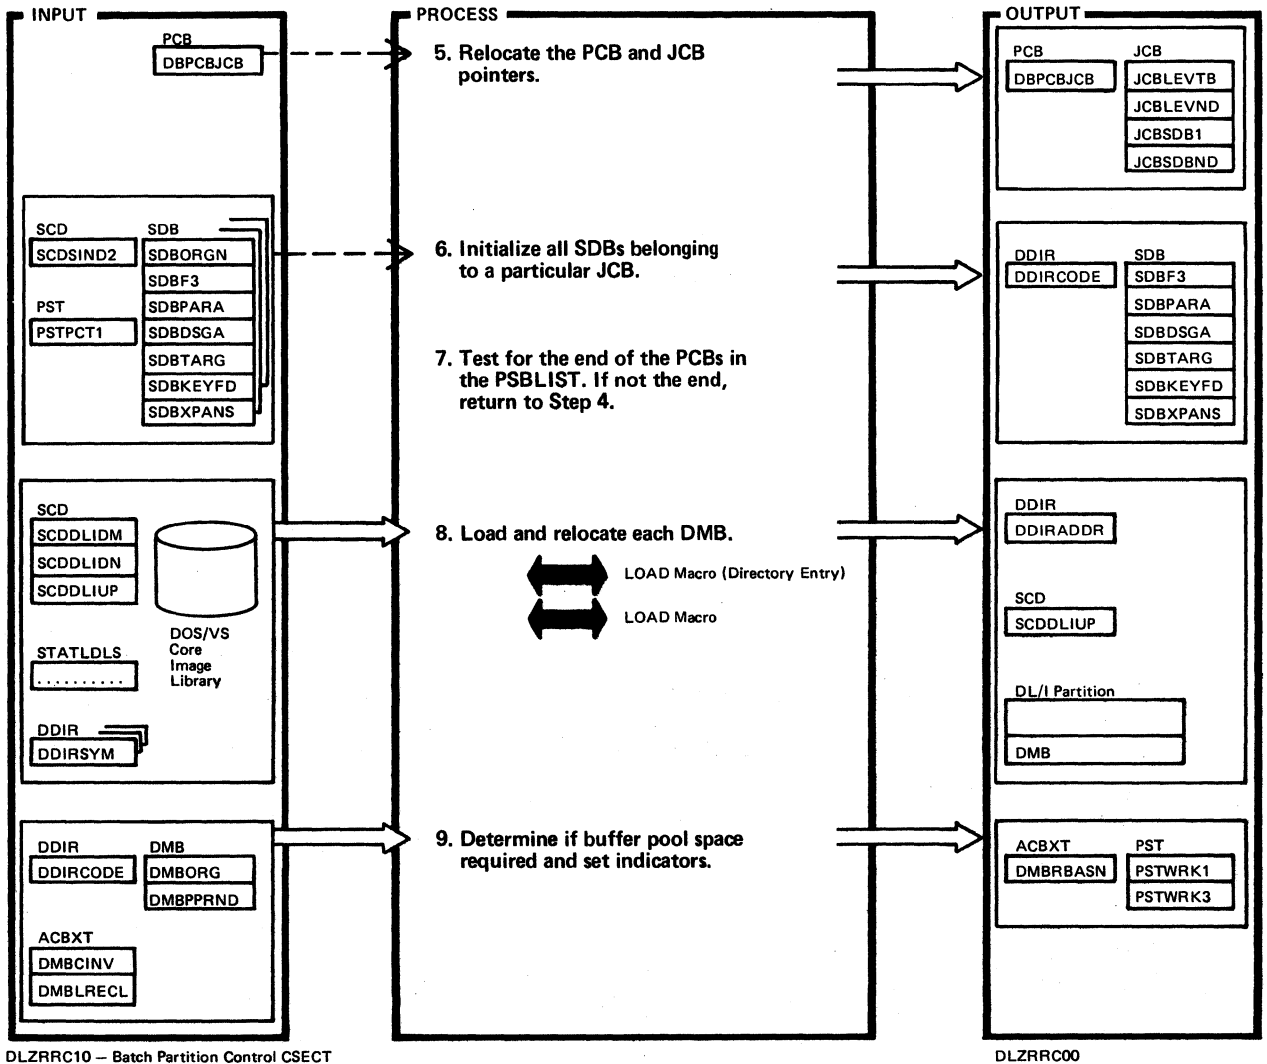 INPUT
PROCESS
OUTPUT
PCB
DBPCBJCB
5. Relocate the PCB and JCB
pointers.
PCB
DBPCBJCB
JCB
JCBLEVTB
JCBLEVND
JCBSDB1
JCBSDBND
SCD
SCDSIND2
PST
PSTPCT1
SDB
SDBORGN
SDBF3
SDBPARA
SDBDSGA
SDBTARG
SDBKEYFD
SDBXPANS
6. Initialize all SDBs belonging
to a particular JCB.
7. Test for the end of the PCBs in
the PSBLIST. If not the end,
return to Step 4.
DDIR
DDIRCODE
SDB
SDBF3
SDBPARA
SDBDSGA
SDBTARG
SDBKEYFD
SDBXPANS
SCD
SCDDLIDM
SCDDLIDN
SCDDLIUP
DOS/VS
Core
Image
Library
STATLDLS
. . . . . . . . . .
DDIR
DDIRSYM
8. Load and relocate each DMB.
LOAD Macro (Directory Entry)
LOAD Macro
DDIR
DDIRADDR
SCD
SCDDLIUP
DL/I Partition
DMB
DDIR
DDIRCODE
DMB
DMBORG
DMBPPRND
ACBXT
DMBCINV
DMBLRECL
9. Determine if buffer pool space
required and set indicators.
ACBXT
DMBRBASN
PST
PSTWRK1
PSTWRK3
DLZRRC10 – Batch Partition Control CSECT
DLZRRC00